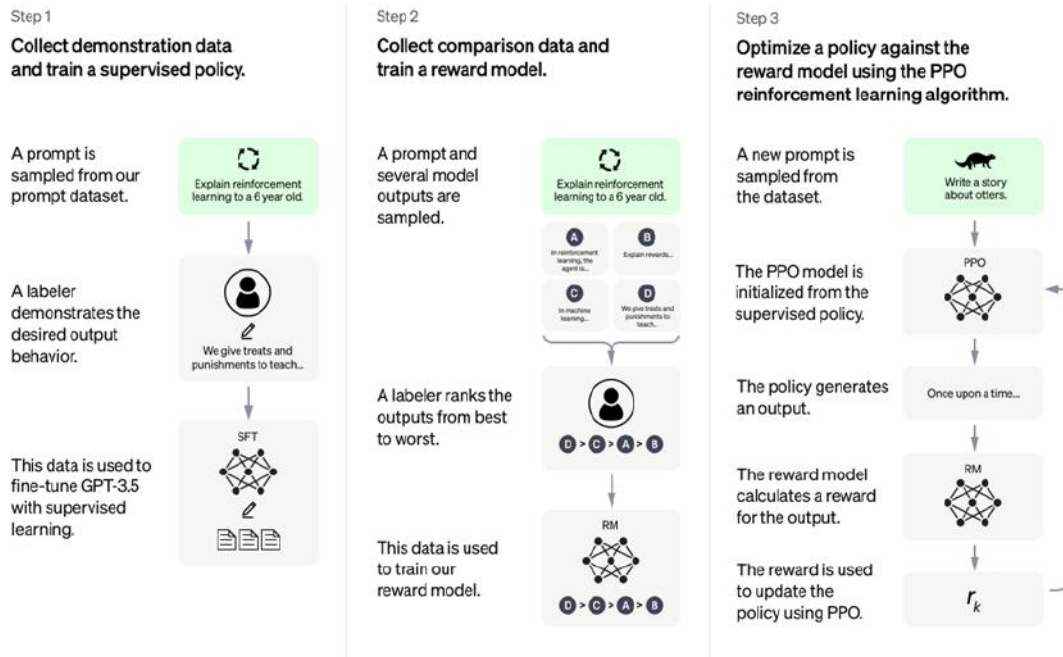 Step 1
Collect demonstration data
and train a supervised policy.
A prompt is
sampled from our
prompt dataset.
Explain reinforcement
learning to a 6 year old.
A labeler
demonstrates the
desired output
behavior.
We give treats and
punishments to teach...
This data is used to
fine-tune GPT-3.5
with supervised
learning.
SFT
Step 2
Collect comparison data and
train a reward model.
A prompt and
several model
outputs are
sampled.
Explain reinforcement
learning to a 6 year old.
A
In reinforcement
learning, the
agent is...
B
Explain rewards...
C
In machine
learning...
D
We give treats and
punishments to
teach...
A labeler ranks the
outputs from best
to worst.
D > C > A > B
This data is used
to train our
reward model.
RM
D > C > A > B
Step 3
Optimize a policy against the
reward model using the PPO
reinforcement learning algorithm.
A new prompt is
sampled from
the dataset.
Write a story
about otters.
The PPO model is
initialized from the
supervised policy.
PPO
The policy generates
an output.
Once upon a time...
The reward model
calculates a reward
for the output.
RM
The reward is used
to update the
policy using PPO.
r_k